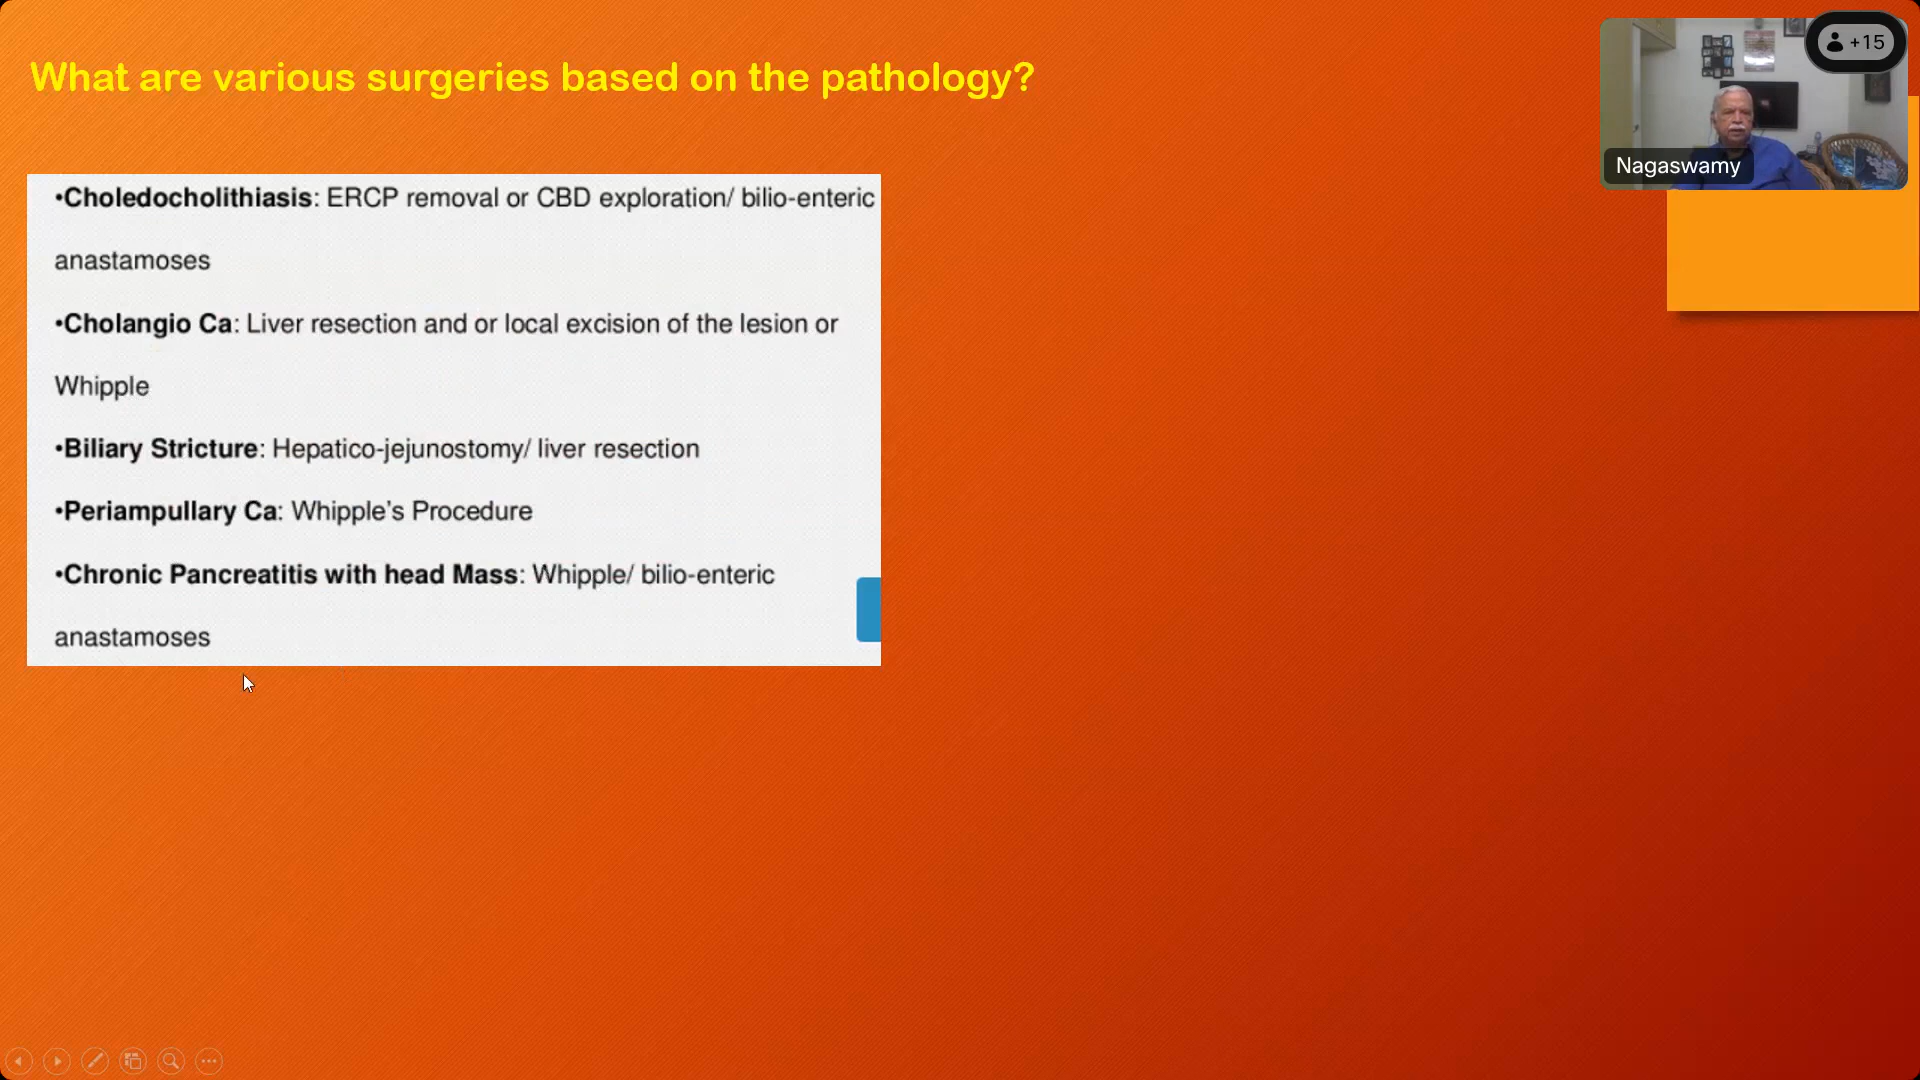 What are various surgeries based on the pathology?
+15
Nagaswamy
•Choledocholithiasis: ERCP removal or CBD exploration/ bilio-enteric
anastamoses
•Cholangio Ca: Liver resection and or local excision of the lesion or
Whipple
•Biliary Stricture: Hepatico-jejunostomy/ liver resection
•Periampullary Ca: Whipple’s Procedure
•Chronic Pancreatitis with head Mass: Whipple/ bilio-enteric
anastamoses